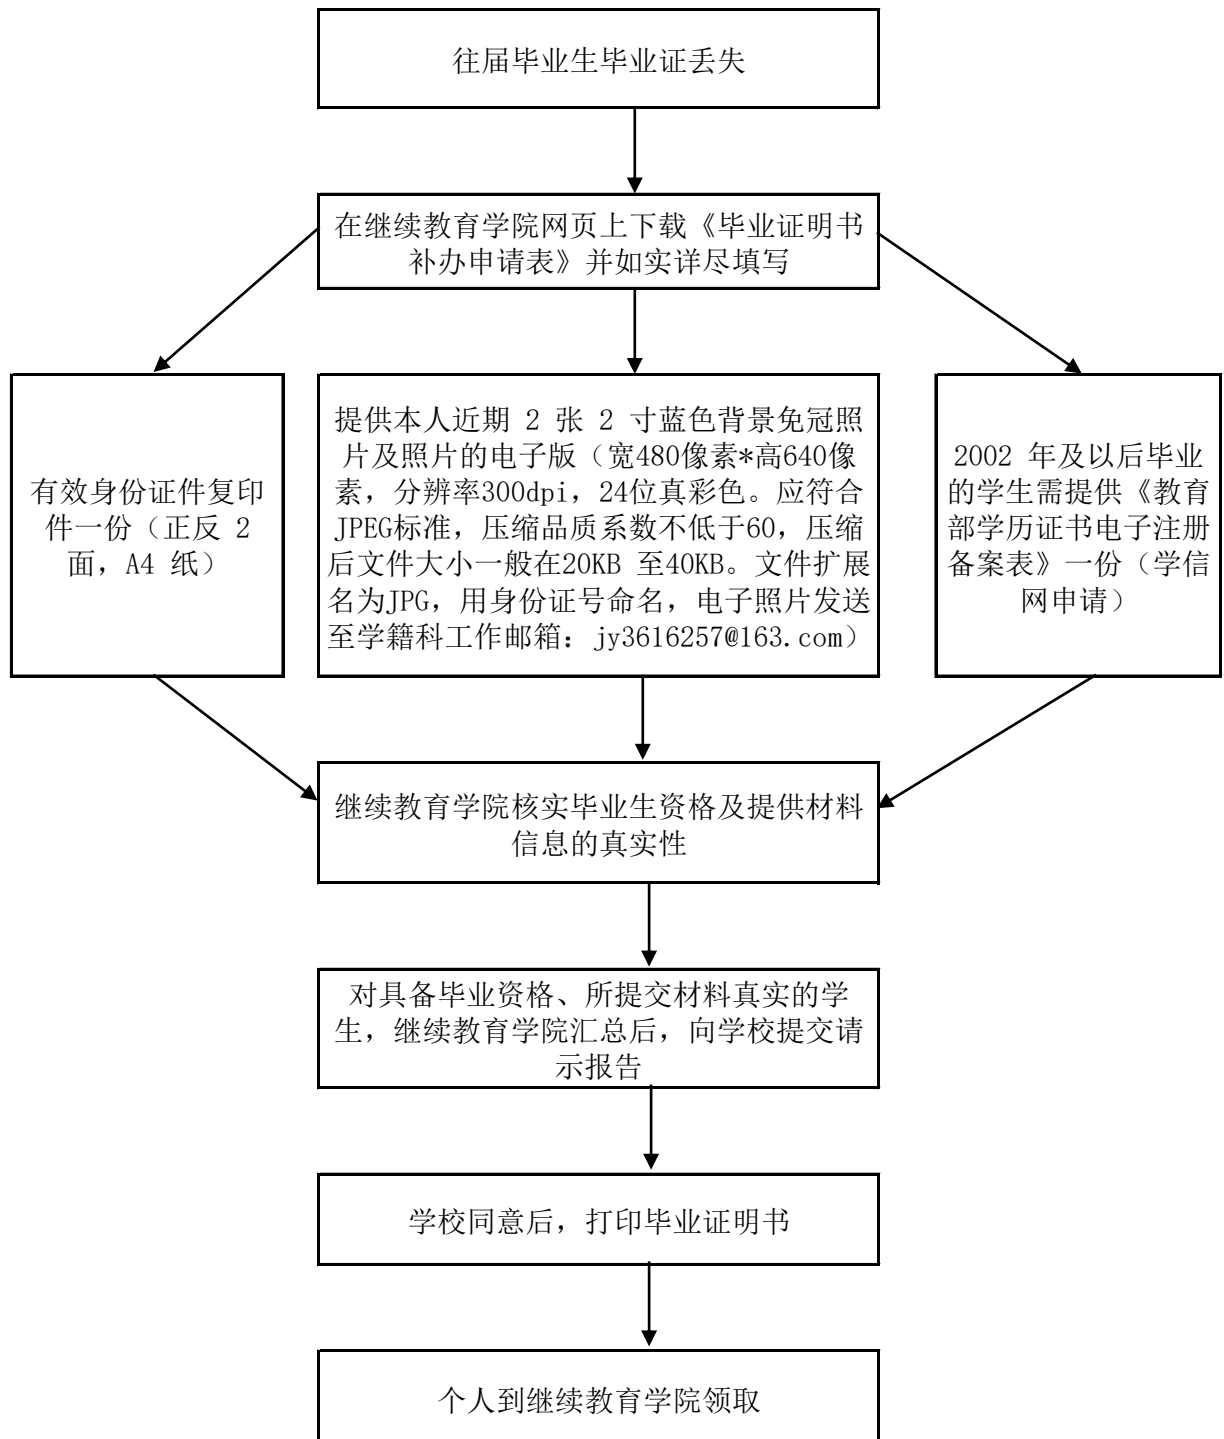 往届毕业生毕业证丢失
在继续教育学院网页上下载《毕业证明书
补办申请表》并如实详尽填写
有效身份证件复印
件一份（正反 2
面，A4 纸）
提供本人近期 2 张 2 寸蓝色背景免冠照
片及照片的电子版（宽480像素*高640像
素，分辨率300dpi，24位真彩色。应符合
JPEG标准，压缩品质系数不低于60，压缩
后文件大小一般在20KB 至40KB。文件扩展
名为JPG，用身份证号命名，电子照片发送
至学籍科工作邮箱：jy3616257@163.com）
2002 年及以后毕业
的学生需提供《教育
部学历证书电子注册
备案表》一份（学信
网申请）
继续教育学院核实毕业生资格及提供材料
信息的真实性
对具备毕业资格、所提交材料真实的学
生，继续教育学院汇总后，向学校提交请
示报告
学校同意后，打印毕业证明书
个人到继续教育学院领取